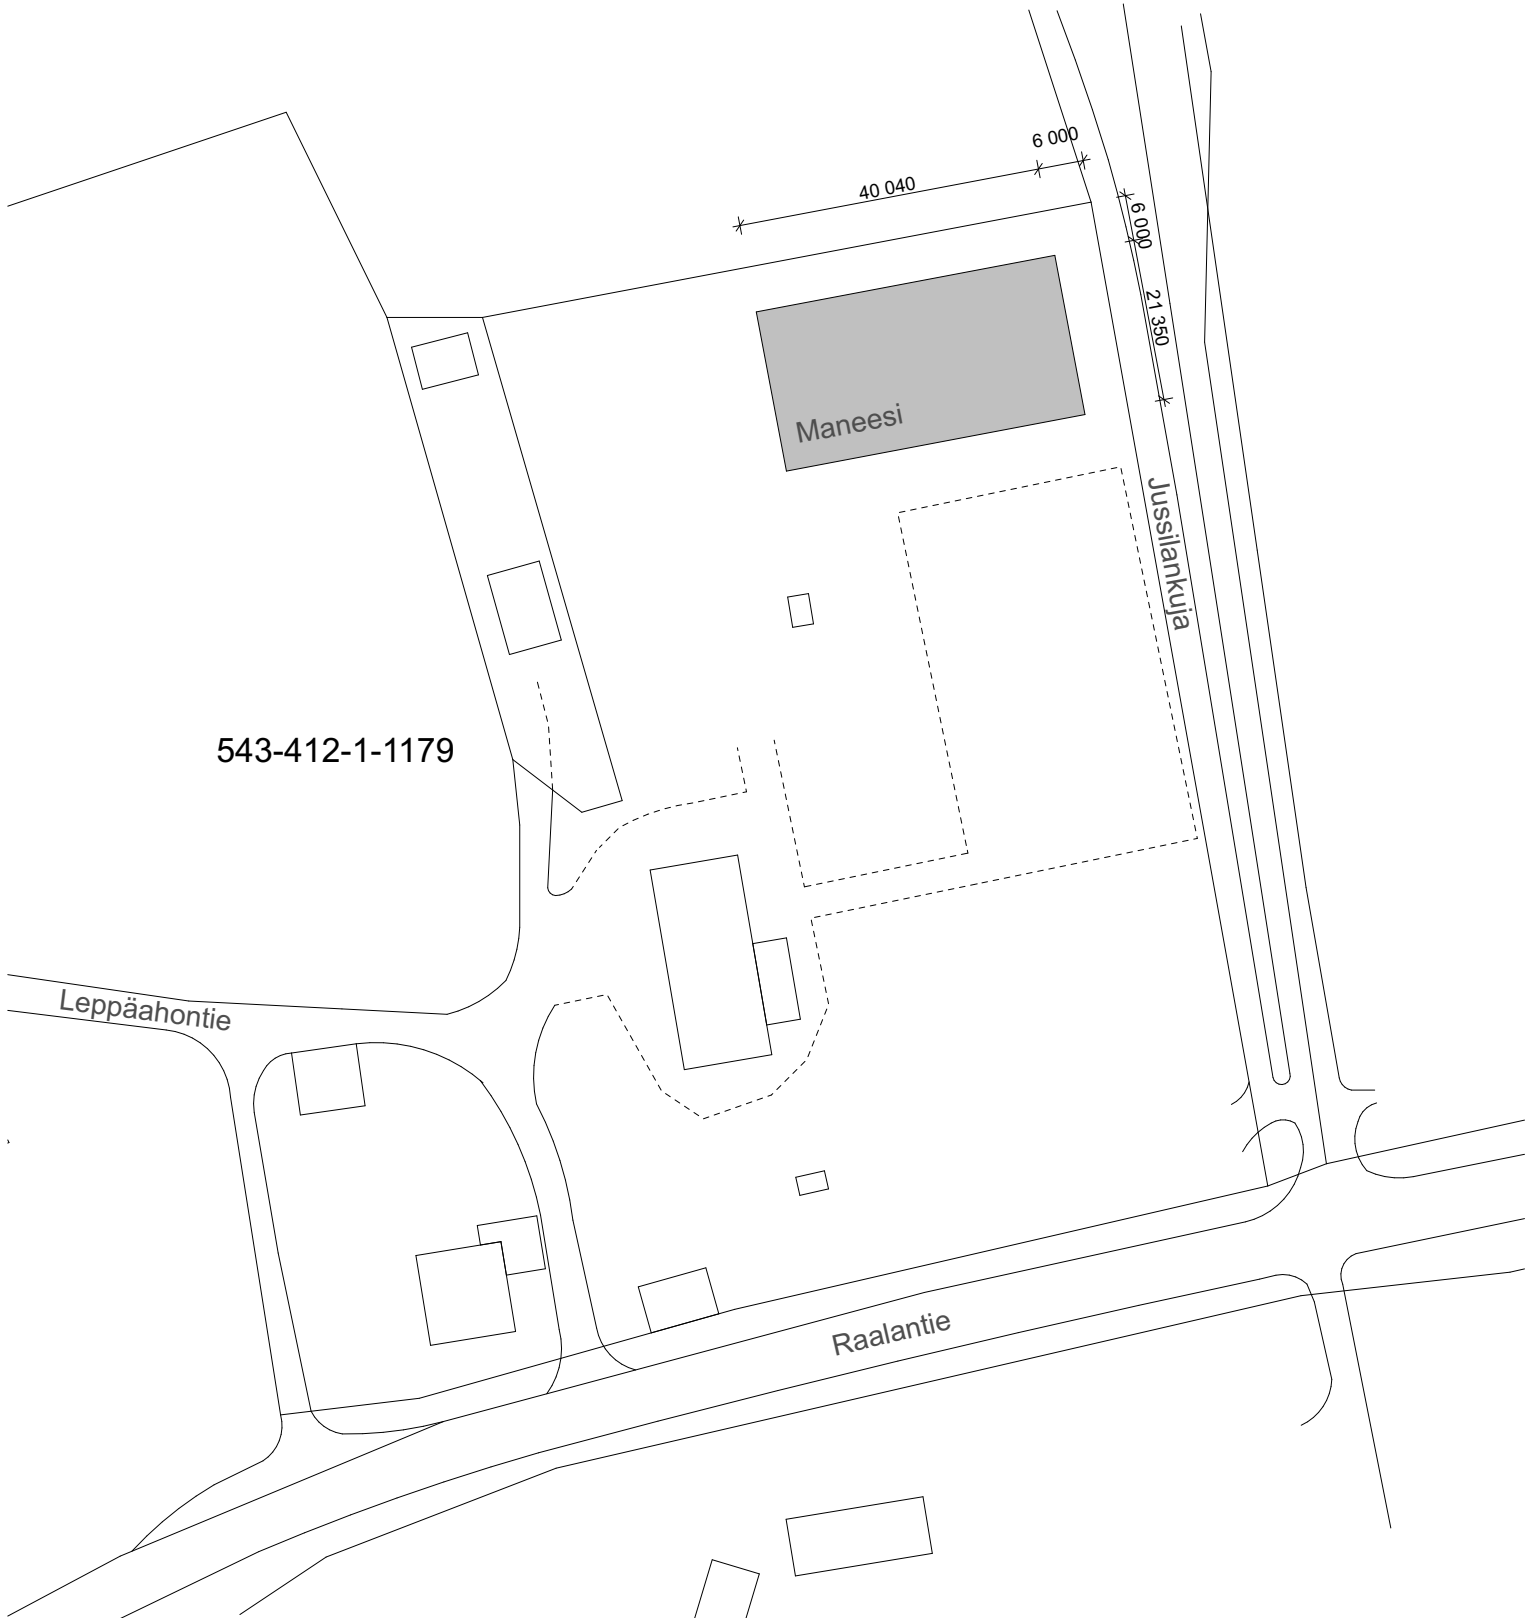 6 000
40 040
6 000
21 350
Maneesi
Jussilankuja
543-412-1-1179
Leppäahontie
Raalantie